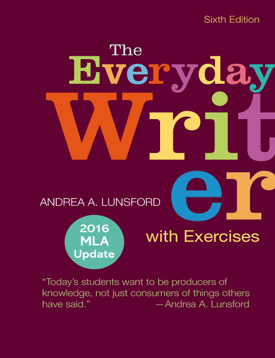 Sixth Edition
The
Everyday
Writ
er
ANDREA A. LUNSFORD
with Exercises
2016
MLA
Update
“Today’s students want to be producers of
knowledge, not just consumers of things others
have said.” —Andrea A. Lunsford